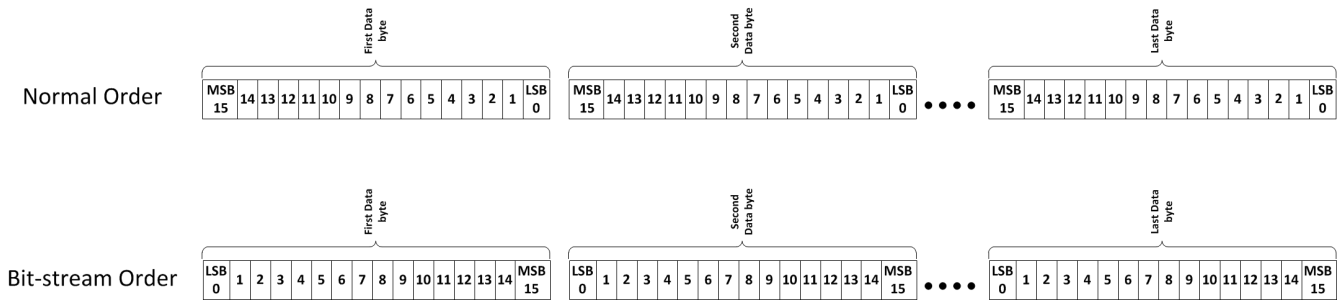 First Data
byte
Second
Data byte
Last Data
byte
Normal Order
MSB 15 14 13 12 11 10 9 8 7 6 5 4 3 2 1 LSB 0
MSB 15 14 13 12 11 10 9 8 7 6 5 4 3 2 1 LSB 0
MSB 15 14 13 12 11 10 9 8 7 6 5 4 3 2 1 LSB 0
First Data
byte
Second
Data byte
Last Data
byte
Bit-stream Order
LSB 0 1 2 3 4 5 6 7 8 9 10 11 12 13 14 MSB 15
LSB 0 1 2 3 4 5 6 7 8 9 10 11 12 13 14 MSB 15
LSB 0 1 2 3 4 5 6 7 8 9 10 11 12 13 14 MSB 15